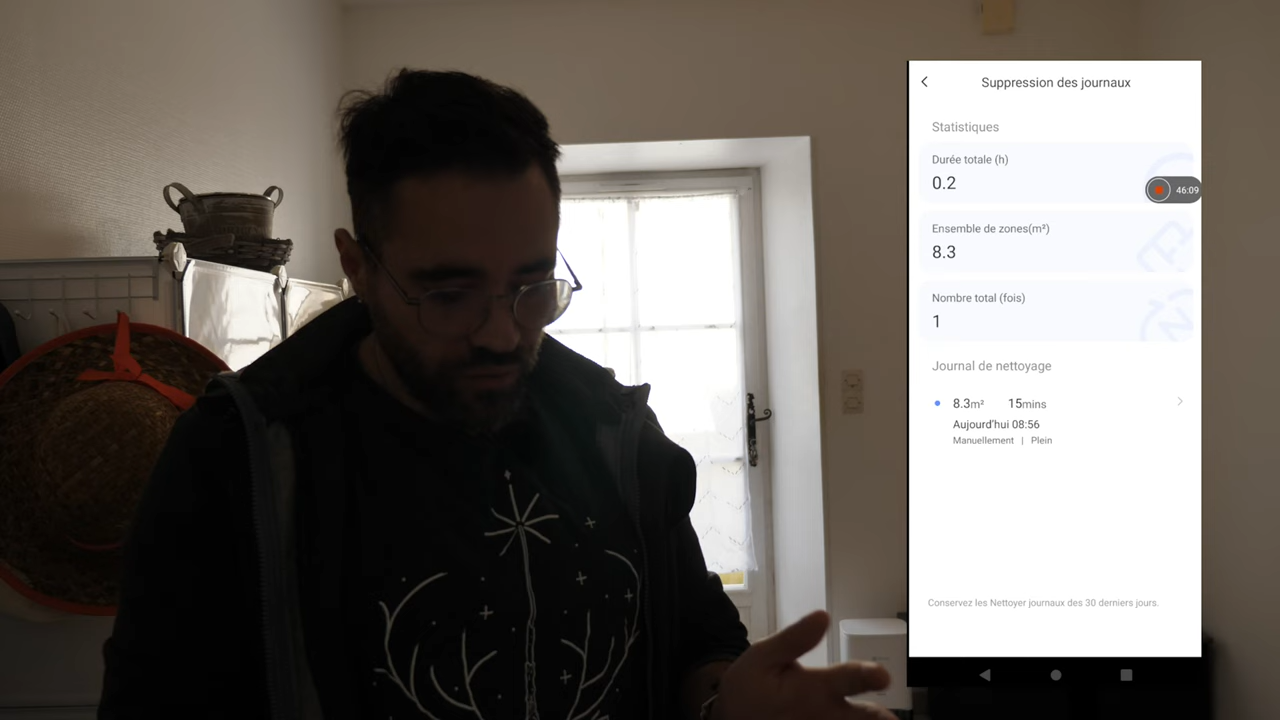 Suppression des journaux
Statistiques
Durée totale (h)
0.2
46:09
Ensemble de zones(m²)
8.3
Nombre total (fois)
1
Journal de nettoyage
8.3m² 15mins
Aujourd'hui 08:56
Manuellement | Plein
Conservez les Nettoyer journaux des 30 derniers jours.